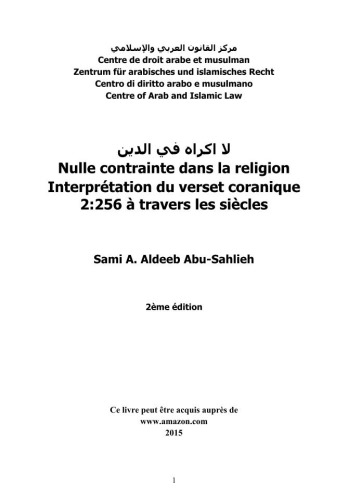 مركز القانون العربي والإسلامي
Centre de droit arabe et musulman
Zentrum für arabisches und islamisches Recht
Centro di diritto arabo e musulmano
Centre of Arab and Islamic Law
لا اكراه في الدين
Nulle contrainte dans la religion
Interprétation du verset coranique
2:256 à travers les siècles
Sami A. Aldeeb Abu-Sahlieh
2ème édition
Ce livre peut être acquis auprès de
www.amazon.com
2015
1